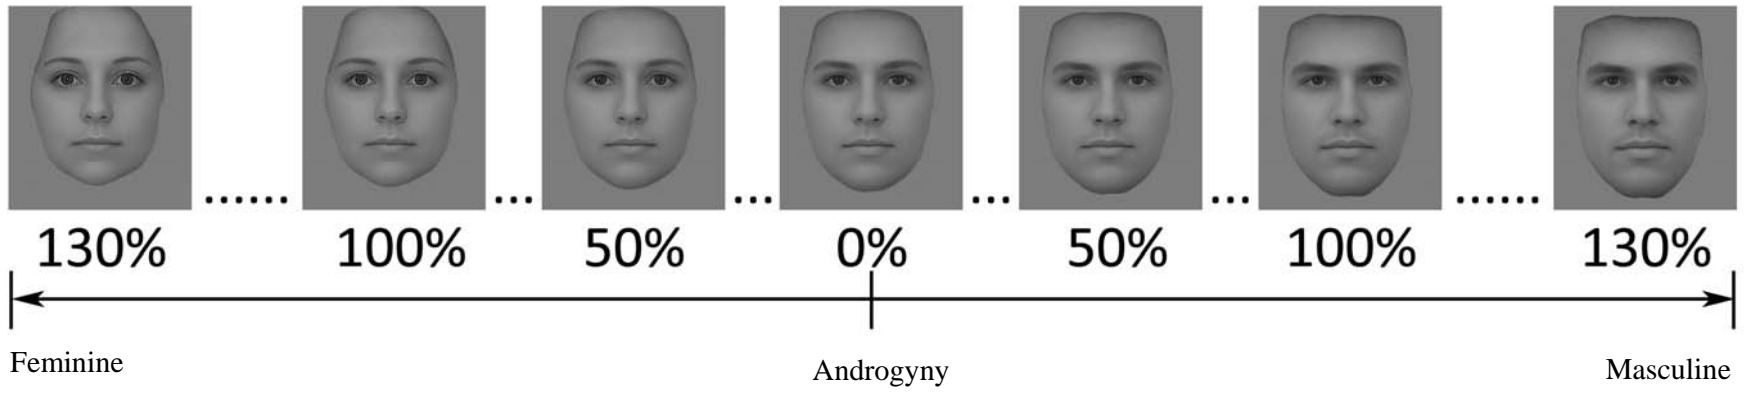 ...... ... ... ... ... ......
130% 100% 50% 0% 50% 100% 130%
Feminine Androgyny Masculine